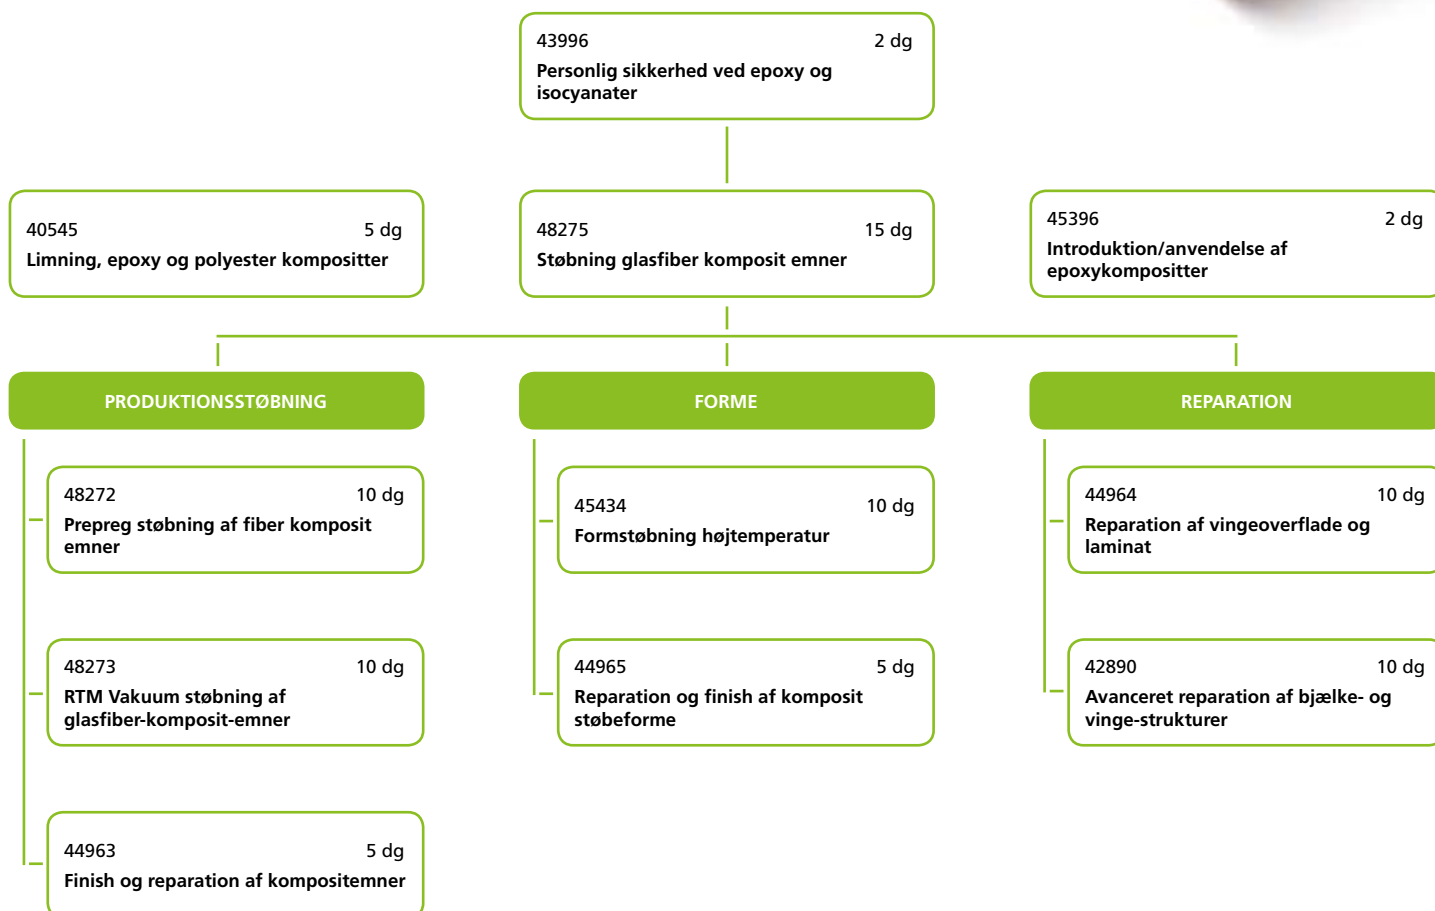 43996 2 dg
Personlig sikkerhed ved epoxy og
isocyanater
40545 5 dg
Limning, epoxy og polyester kompositter
48275 15 dg
Støbning glasfiber komposit emner
45396 2 dg
Introduktion/anvendelse af
epoxykompositter
PRODUKTIONSSTØBNING
48272 10 dg
Prepreg støbning af fiber komposit
emner
48273 10 dg
RTM Vakuum støbning af
glasfiber-komposit-emner
44963 5 dg
Finish og reparation af kompositemner
FORME
45434 10 dg
Formstøbning højtemperatur
44965 5 dg
Reparation og finish af komposit
støbeforme
REPARATION
44964 10 dg
Reparation af vingeoverflade og
laminat
42890 10 dg
Avanceret reparation af bjælke- og
vinge-strukturer